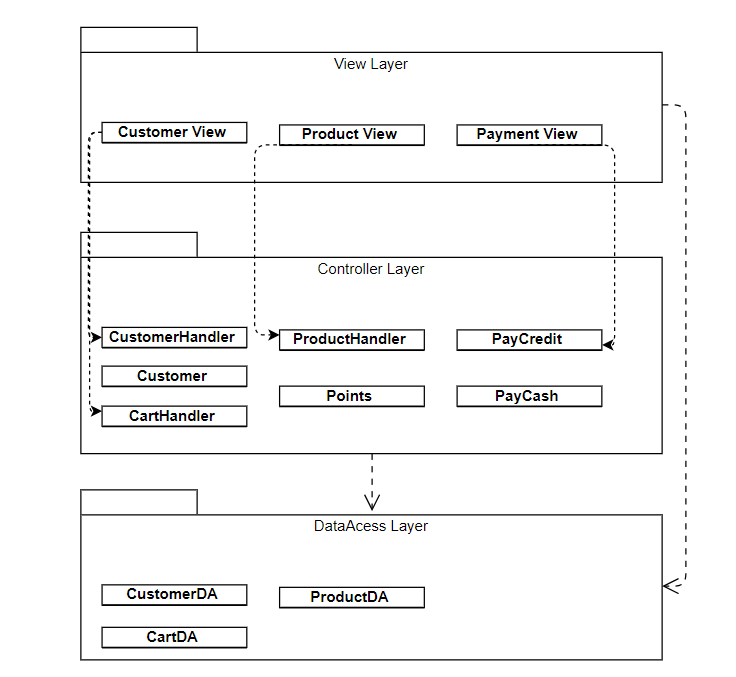 View Layer
Customer View
Product View
Payment View
Controller Layer
CustomerHandler
ProductHandler
PayCredit
Customer
Points
PayCash
CartHandler
DataAcess Layer
CustomerDA
ProductDA
CartDA